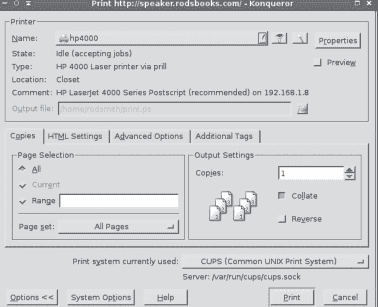 Print http://speaker.rodsbooks.com/ - Konqueror
Printer
Name: hp4000
Properties
State: Idle (accepting jobs)
Type: HP 4000 Laser printer via prill
Preview
Location: Closet
Comment: HP LaserJet 4000 Series Postscript (recommended) on 192.168.1.8
Output file: /home/rodsmith/print.ps
Copies HTML Settings Advanced Options Additional Tags
Page Selection Output Settings
All
Copies: 1
Current
Range
Collate
Reverse
Page set: All Pages
Print system currently used: CUPS (Common UNIX Print System)
Server: /var/run/cups/cups.sock
Options << System Options Help Print Cancel